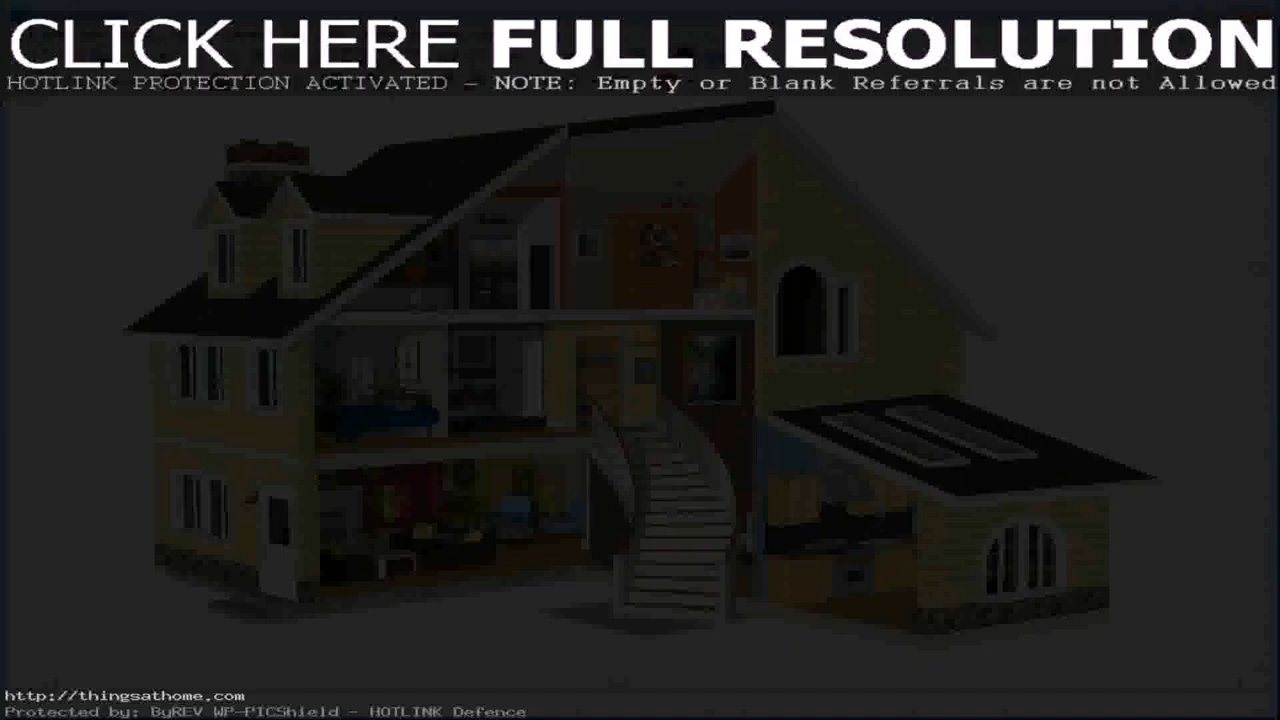 CLICK HERE FULL RESOLUTION
HOTLINK PROTECTION ACTIVATED - NOTE: Empty or Blank Referrals are not Allowed
http://thingsathome.com
Protected by: ByREV WP-PICShield - HOTLINK Defence